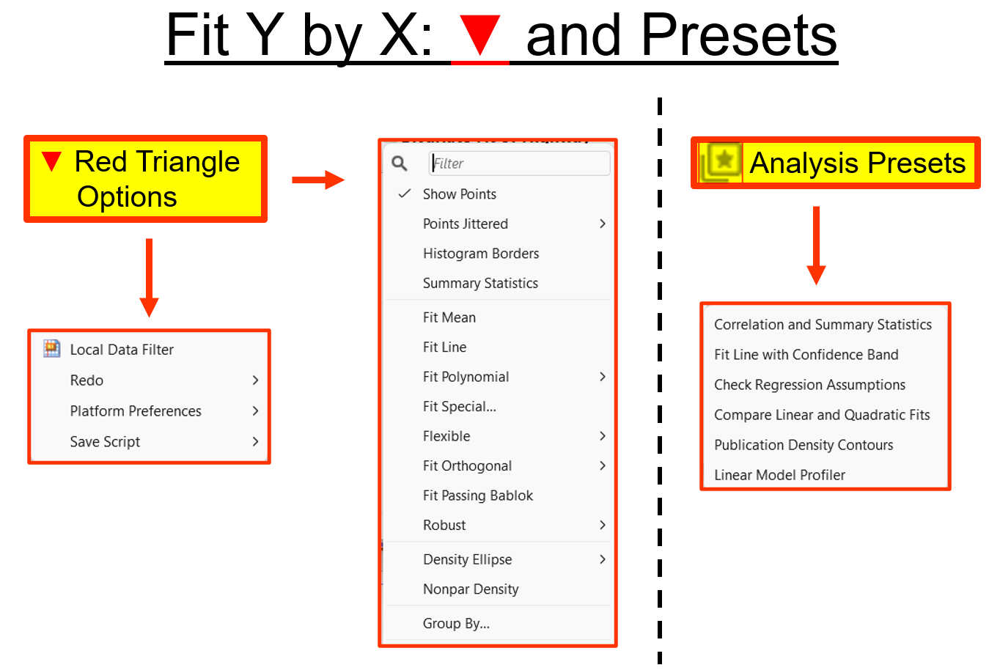 Fit Y by X: ▼ and Presets
▼ Red Triangle
Options
Local Data Filter
Redo
Platform Preferences
Save Script
Filter
Show Points
Points Jittered
Histogram Borders
Summary Statistics
Fit Mean
Fit Line
Fit Polynomial
Fit Special...
Flexible
Fit Orthogonal
Fit Passing Bablok
Robust
Density Ellipse
Nonpar Density
Group By...
Analysis Presets
Correlation and Summary Statistics
Fit Line with Confidence Band
Check Regression Assumptions
Compare Linear and Quadratic Fits
Publication Density Contours
Linear Model Profiler